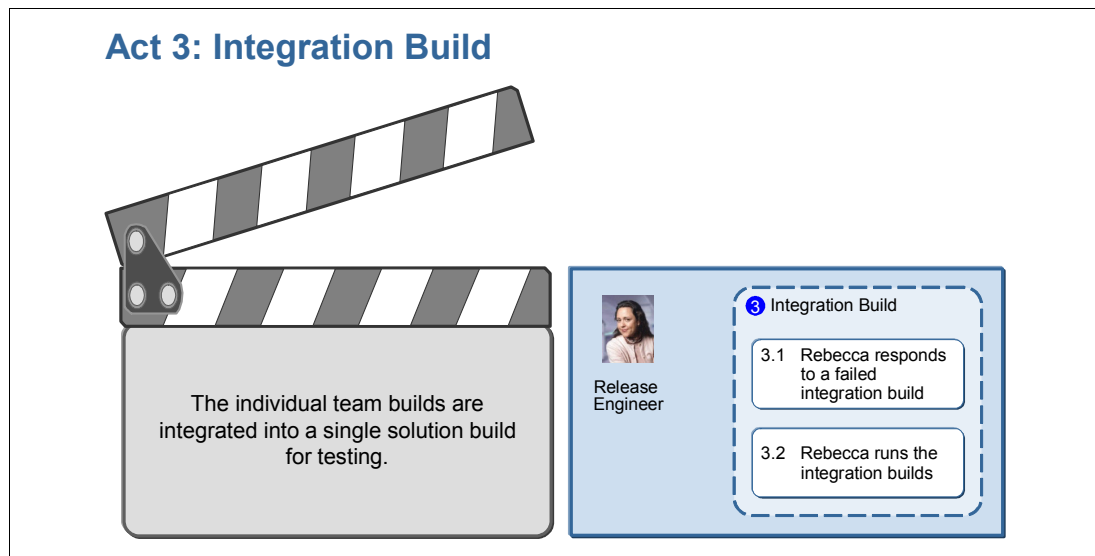 Act 3: Integration Build
The individual team builds are
integrated into a single solution build
for testing.
Release
Engineer
3 Integration Build
3.1 Rebecca responds
to a failed
integration build
3.2 Rebecca runs the
integration builds